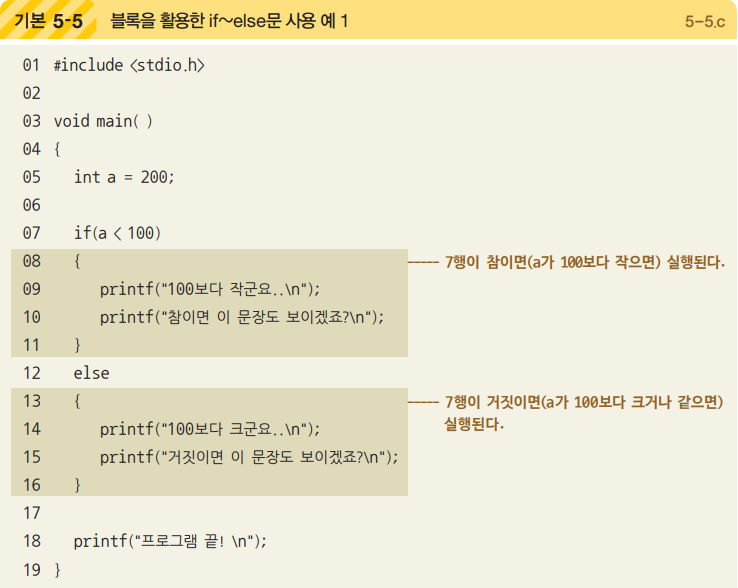 기본 5-5 블록을 활용한 if~else문 사용 예 1 5-5.c
01 #include <stdio.h>
02
03 void main( )
04 {
05 int a = 200;
06
07 if(a < 100)
08 { 7행이 참이면(a가 100보다 작으면) 실행된다.
09 printf("100보다 작군요..\n");
10 printf("참이면 이 문장도 보이겠죠?\n");
11 }
12 else
13 { 7행이 거짓이면(a가 100보다 크거나 같으면)
실행된다.
14 printf("100보다 크군요..\n");
15 printf("거짓이면 이 문장도 보이겠죠?\n");
16 }
17
18 printf("프로그램 끝! \n");
19 }